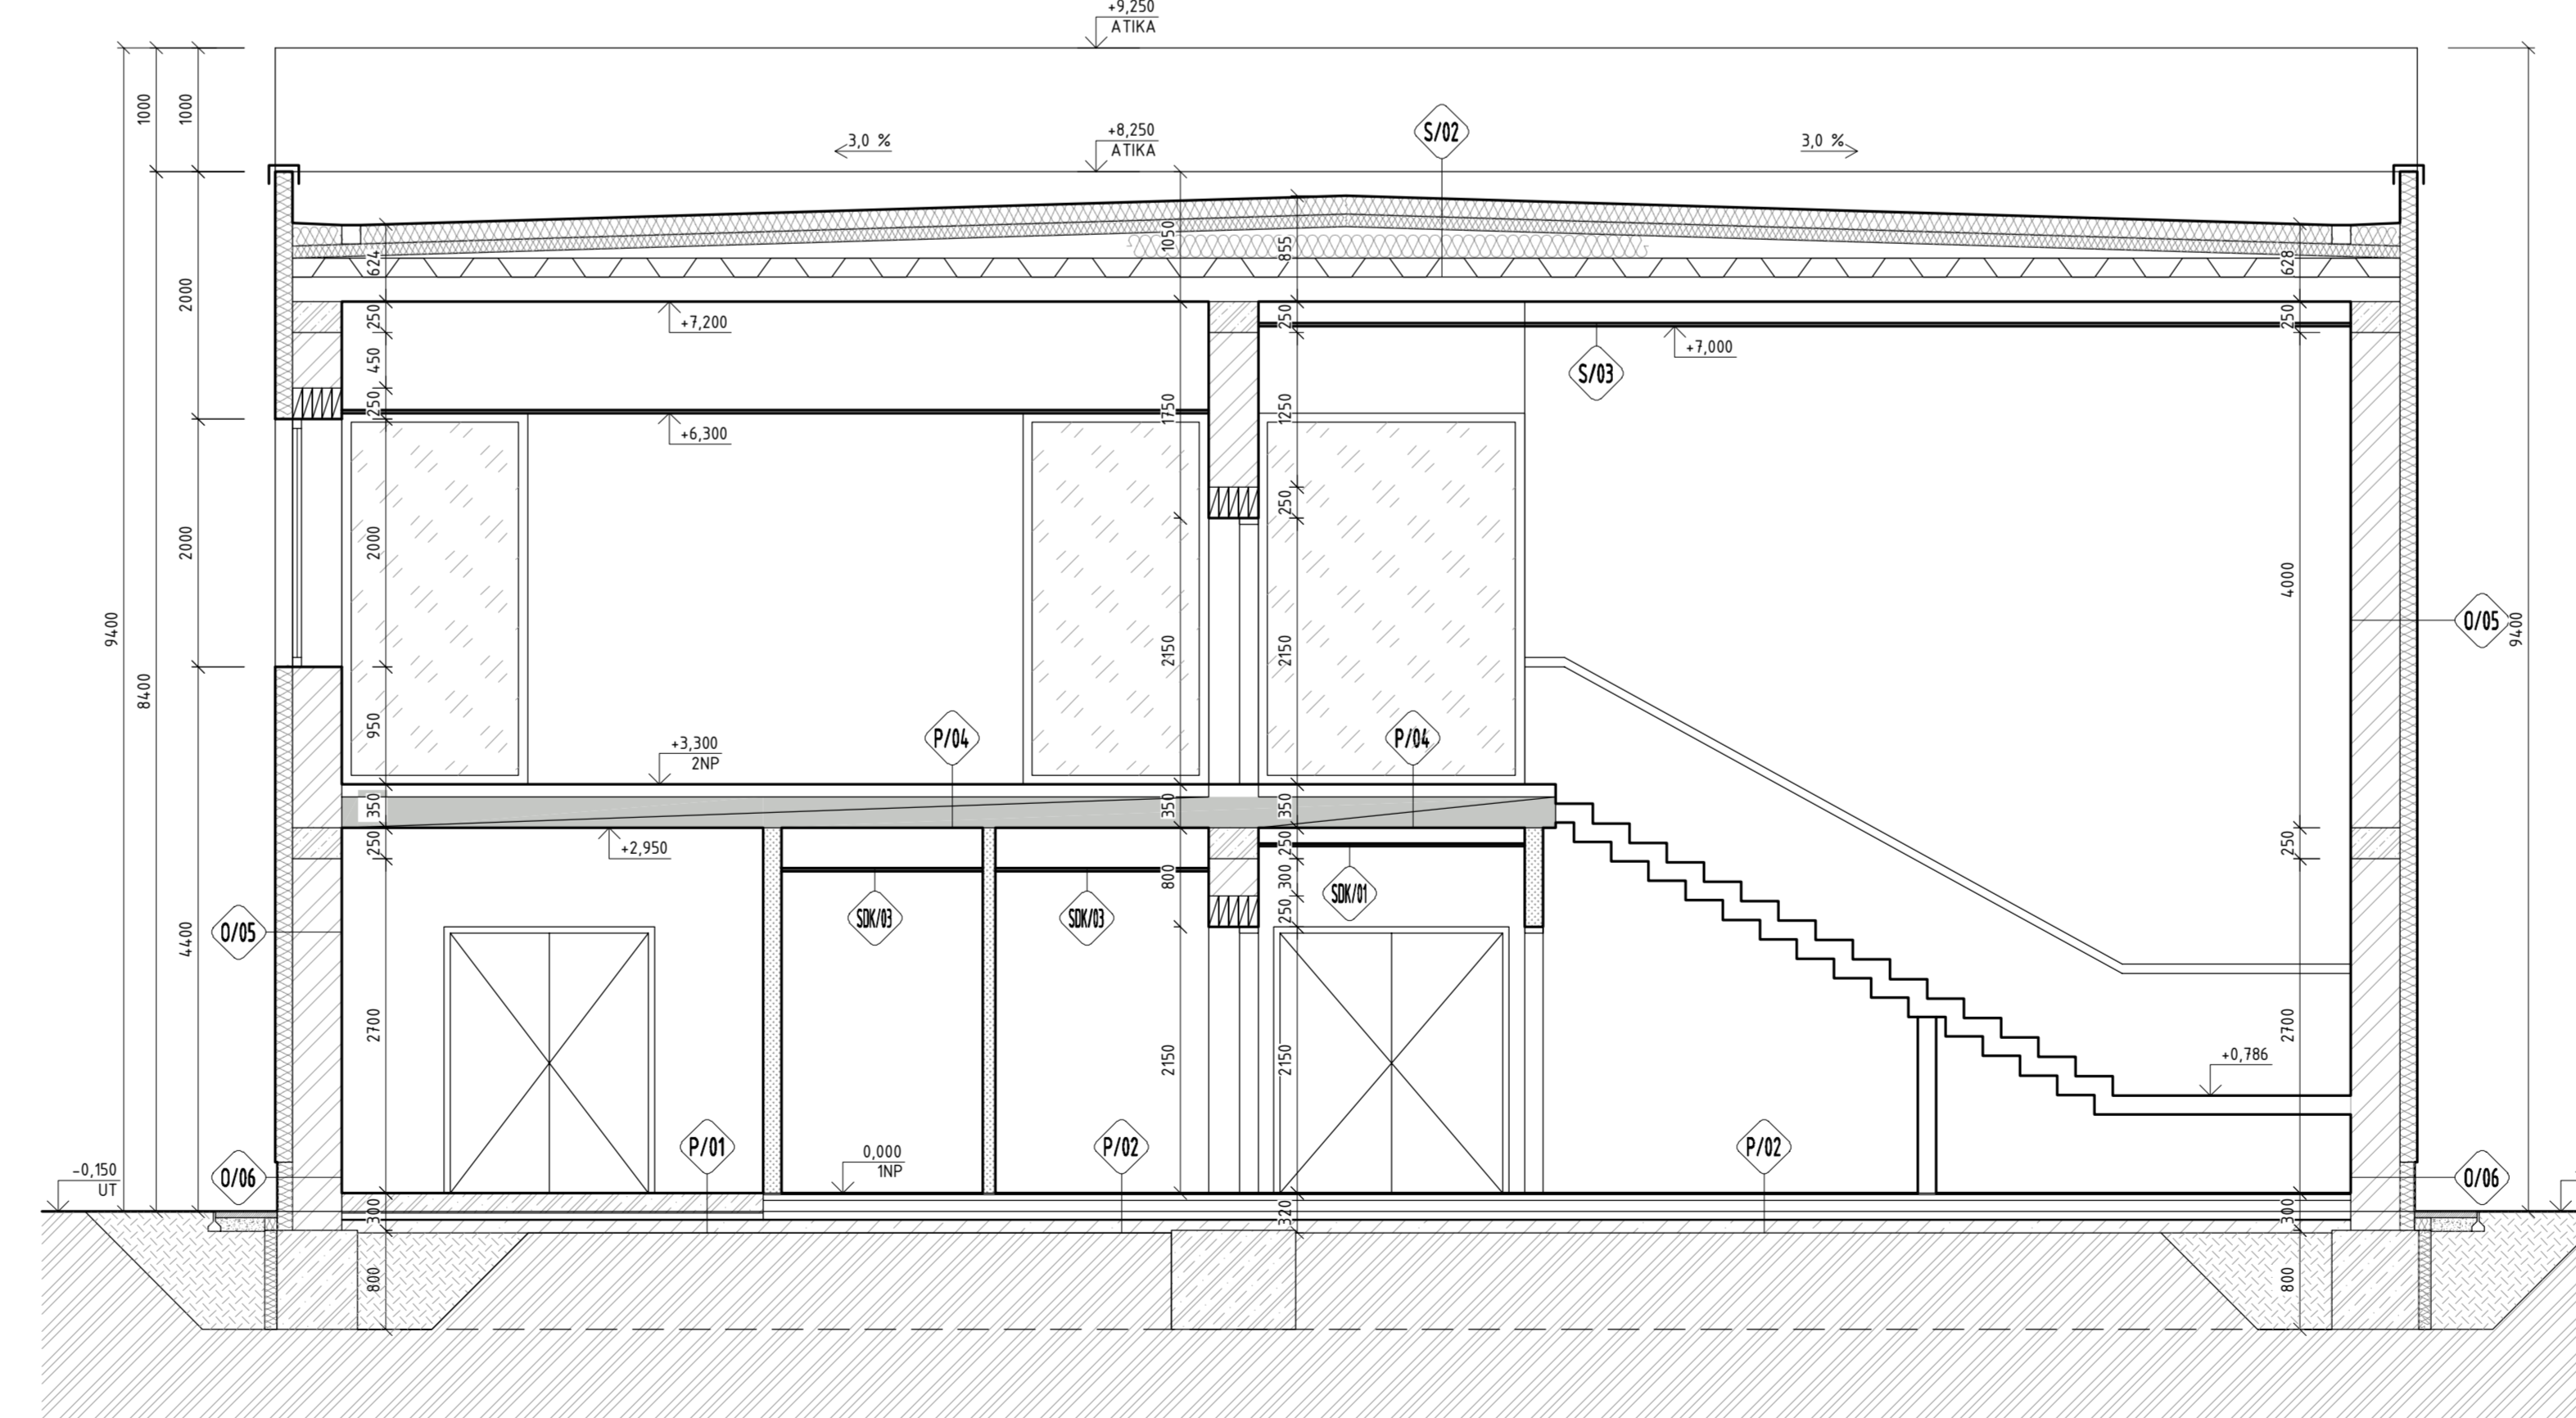 +9,250
ATIKA
1000
1000
+8,250
ATIKA
3,0 %
3,0 %
S/02
1050
855
624
628
2000
250
250
250
+7,200
+7,000
S/03
450
250
1750
1250
+6,300
250
2000
2000
4000
9400
8400
2150
2150
O/05
9400
950
P/04
P/04
+3,300
2NP
350
350
350
250
250
250
+2,950
800
300
250
SDK/03
SDK/03
SDK/01
O/05
4400
2700
2150
2150
2700
+0,786
P/01
P/02
P/02
0,000
1NP
-0,150
UT
O/06
O/06
300
320
300
800
800